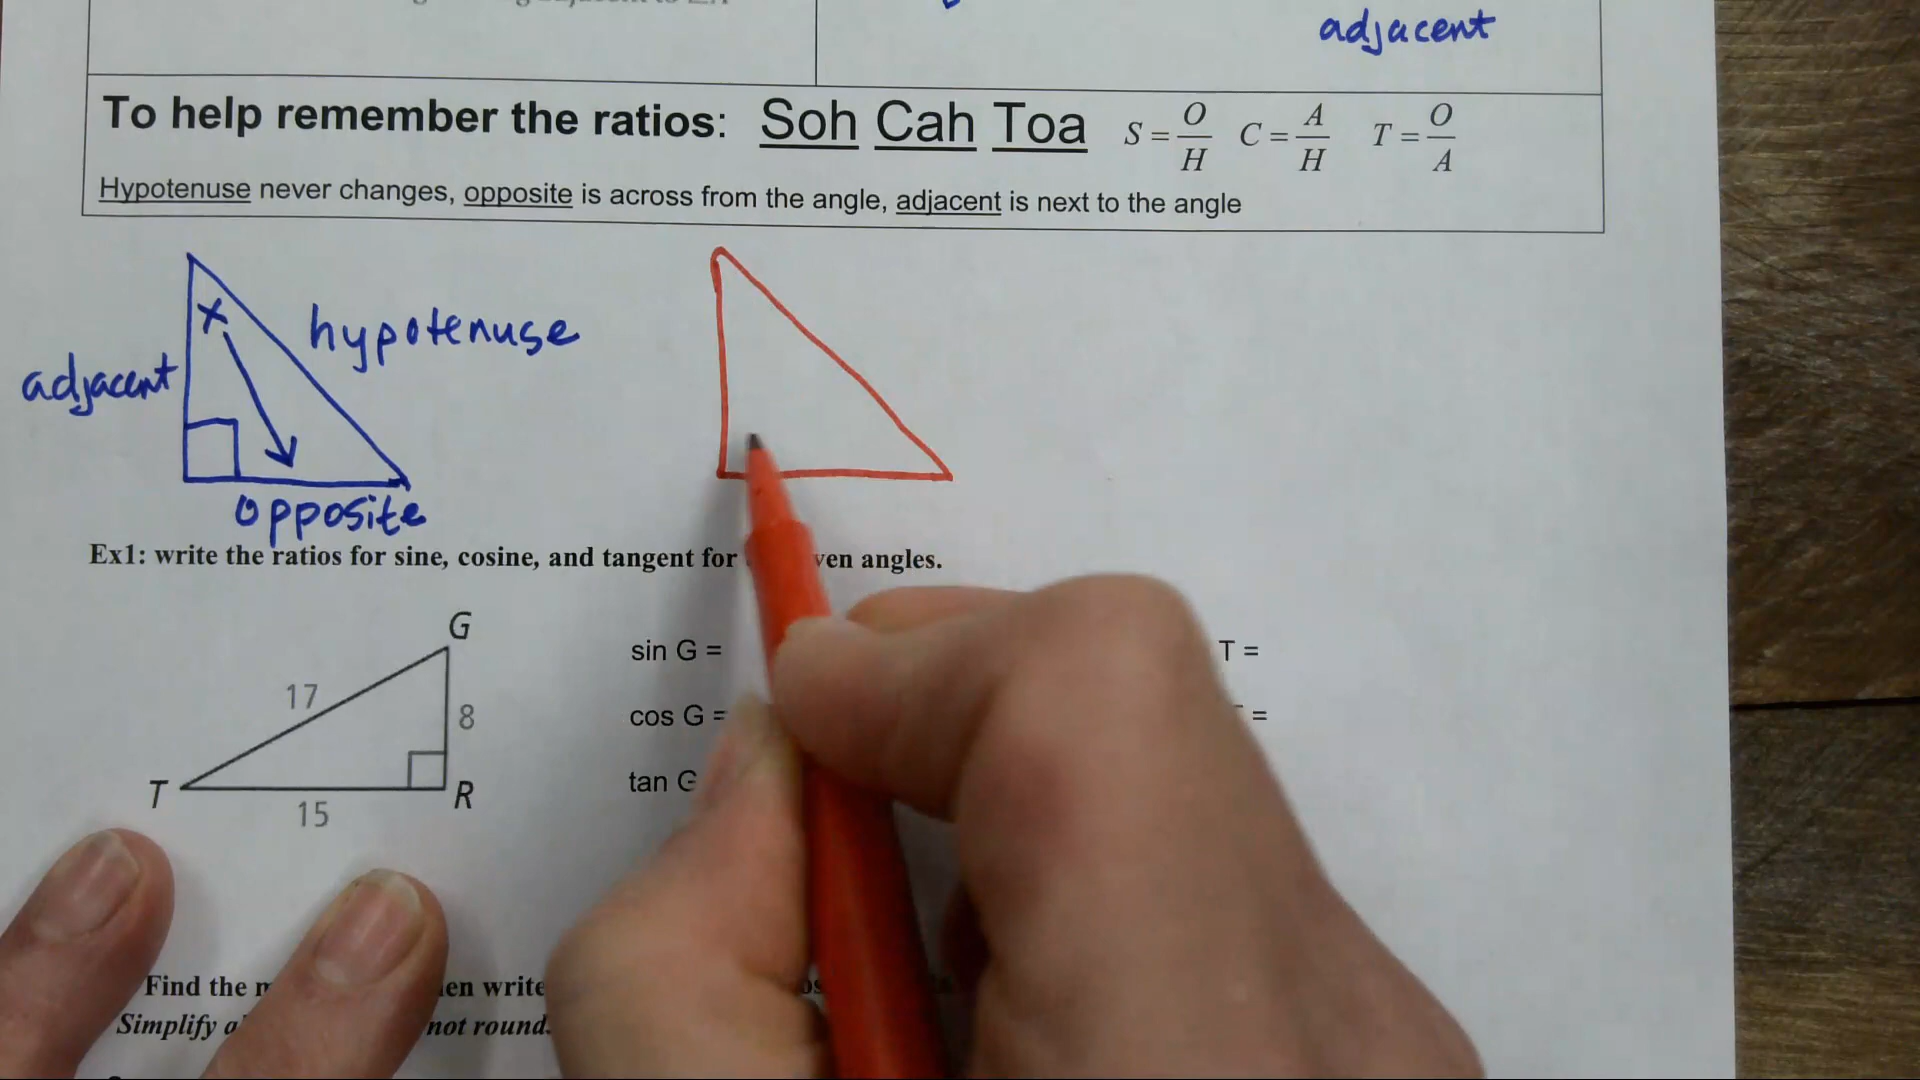 adjacent
To help remember the ratios: Soh Cah Toa S = O/H C = A/H T = O/A
Hypotenuse never changes, opposite is across from the angle, adjacent is next to the angle
x
hypotenuse
adjacent
opposite
Ex1: write the ratios for sine, cosine, and tangent for angles.
G
17
8
T
R
15
sin G =
cos G =
tan G
T =
=
Find the write
Simplify not round.